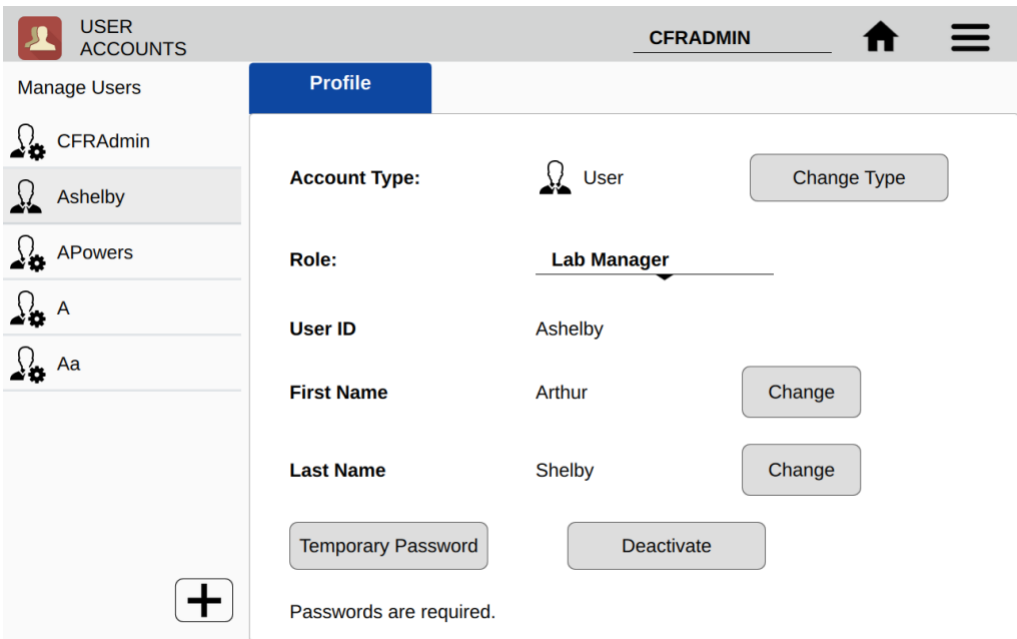 USER
ACCOUNTS
CFRADMIN
Manage Users
Profile
CFRAdmin
Ashelby
APowers
A
Aa
Account Type:
User
Change Type
Role:
Lab Manager
User ID
Ashelby
First Name
Arthur
Change
Last Name
Shelby
Change
Temporary Password
Deactivate
Passwords are required.